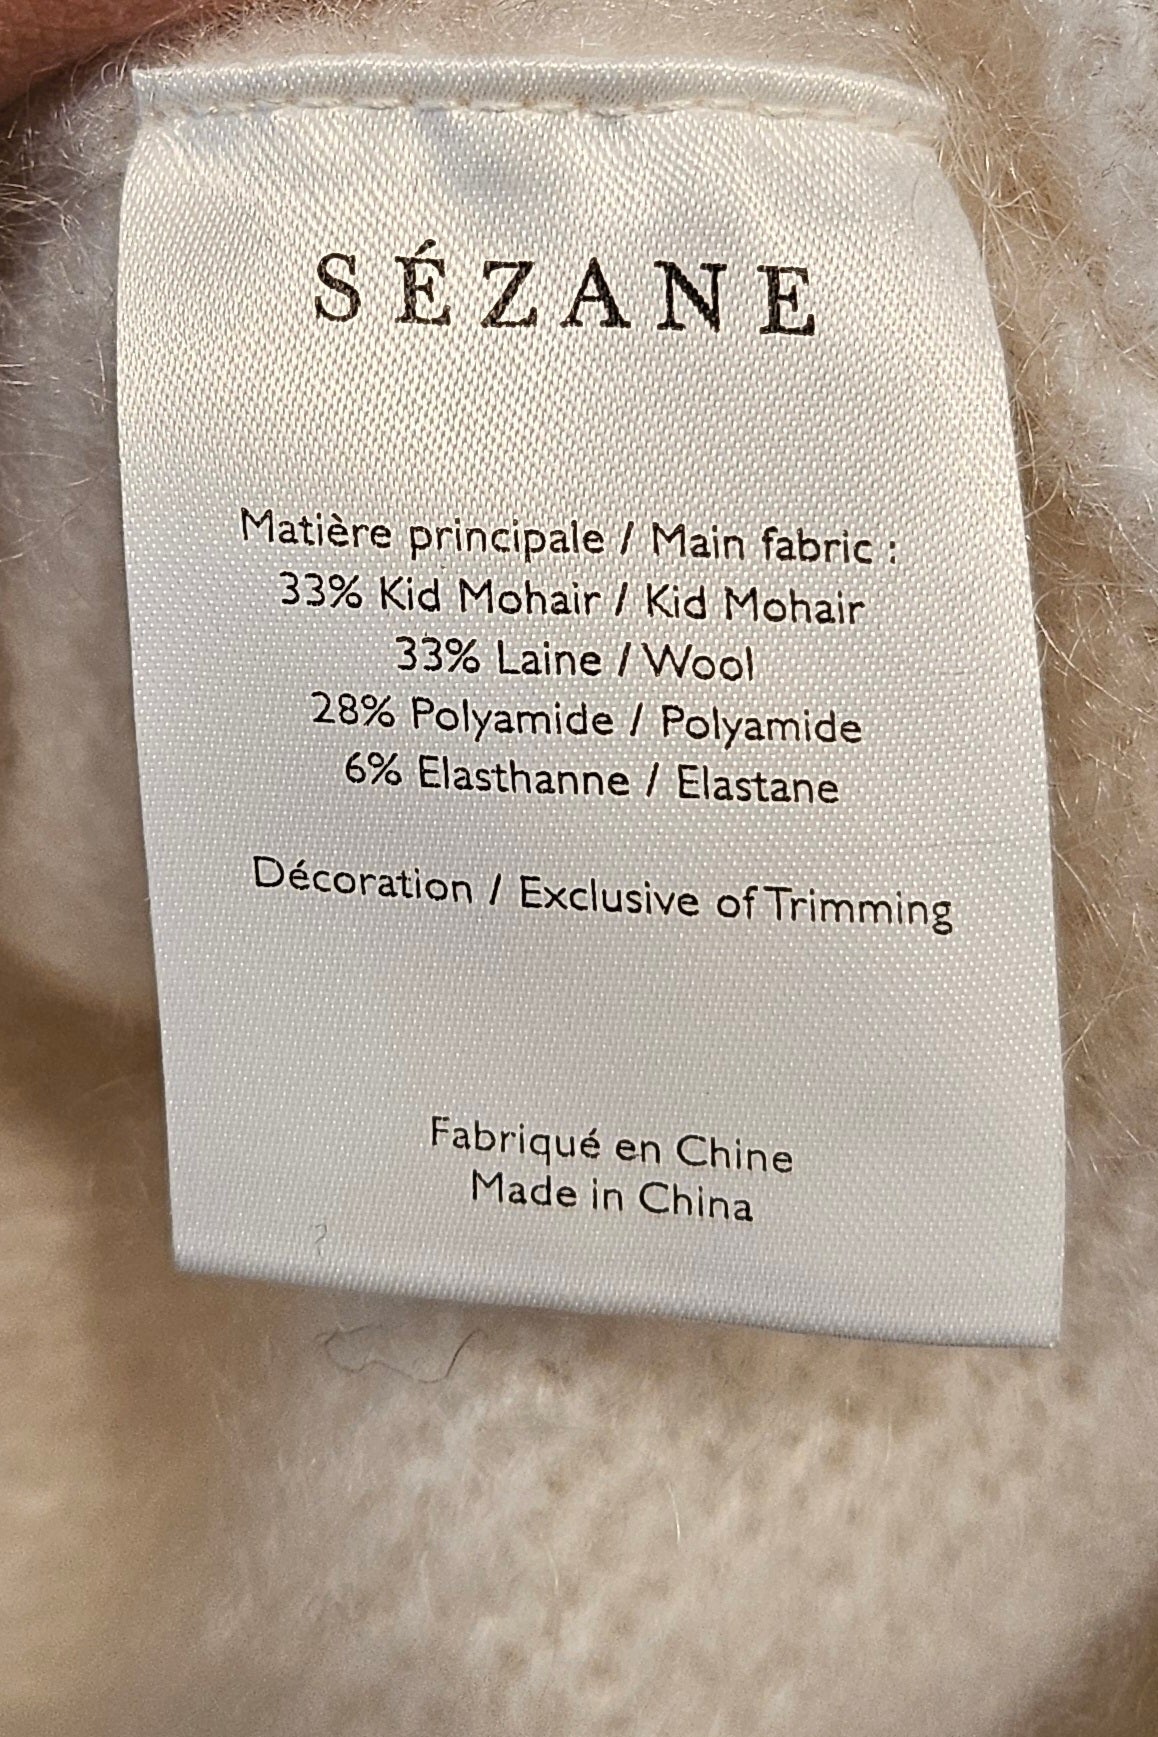 SÉZANE
Matière principale / Main fabric :
33% Kid Mohair / Kid Mohair
33% Laine / Wool
28% Polyamide / Polyamide
6% Elasthanne / Elastane
Décoration / Exclusive of Trimming
Fabriqué en Chine
Made in China